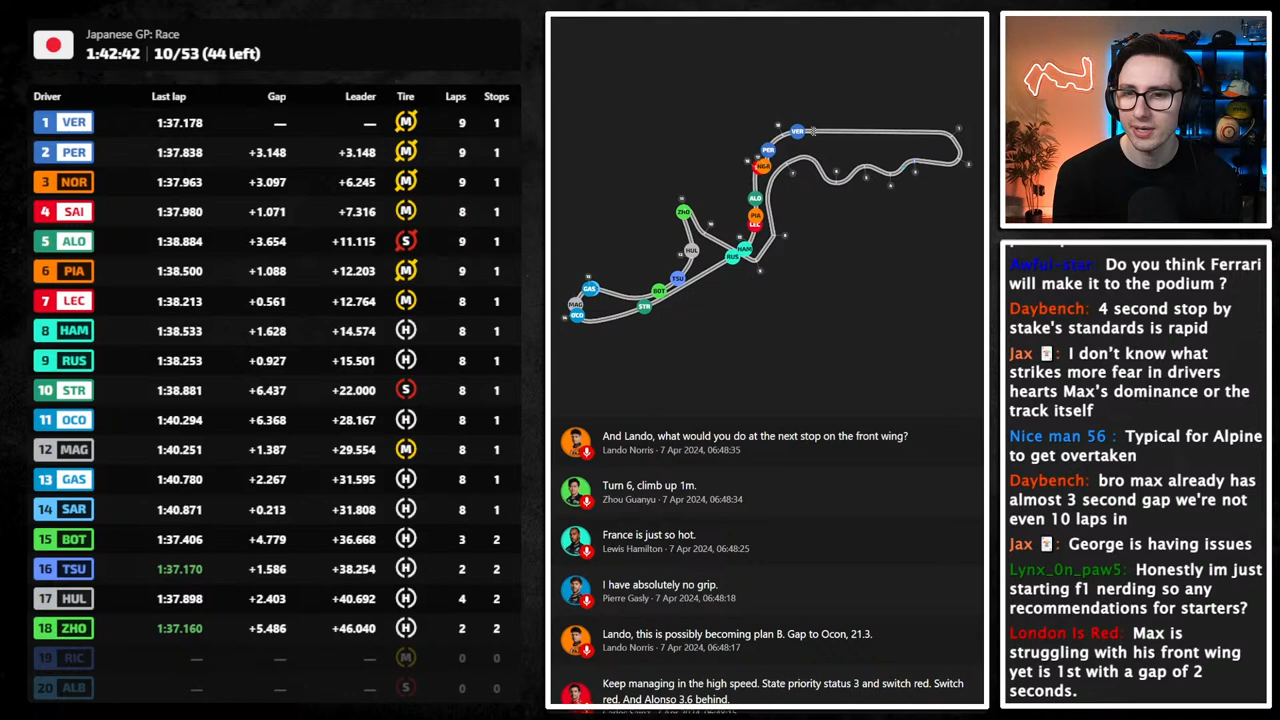 Japanese GP: Race
1:42:42 10/53 (44 left)
Driver Last lap Gap Leader Tire Laps Stops
1 VER 1:37.178 — — M 9 1
2 PER 1:37.838 +3.148 +3.148 M 9 1
3 NOR 1:37.963 +3.097 +6.245 M 9 1
4 SAI 1:37.980 +1.071 +7.316 M 8 1
5 ALO 1:38.884 +3.654 +11.115 S 9 1
6 PIA 1:38.500 +1.088 +12.203 M 9 1
7 LEC 1:38.213 +0.561 +12.764 M 8 1
8 HAM 1:38.533 +1.628 +14.574 H 8 1
9 RUS 1:38.253 +0.927 +15.501 H 8 1
10 STR 1:38.881 +6.437 +22.000 S 8 1
11 OCO 1:40.294 +6.368 +28.167 H 8 1
12 MAG 1:40.251 +1.387 +29.554 M 8 1
13 GAS 1:40.780 +2.267 +31.595 H 8 1
14 SAR 1:40.871 +0.213 +31.808 H 8 1
15 BOT 1:37.406 +4.779 +36.668 H 3 2
16 TSU 1:37.170 +1.586 +38.254 H 2 2
17 HUL 1:37.898 +2.403 +40.692 H 4 2
18 ZHO 1:37.160 +5.486 +46.040 H 2 2
19 RIC — — — M 0 0
20 ALB — — — S 0 0
VER
PER
ALO
PIA
LEC
ZHO
HAM
HUL
RUS
TSU
GAS
BOT
MAG
STR
OCO
And Lando, what would you do at the next stop on the front wing?
Lando Norris · 7 Apr 2024, 06:48:35
Turn 6, climb up 1m.
Zhou Guanyu · 7 Apr 2024, 06:48:34
France is just so hot.
Lewis Hamilton · 7 Apr 2024, 06:48:25
I have absolutely no grip.
Pierre Gasly · 7 Apr 2024, 06:48:18
Lando, this is possibly becoming plan B. Gap to Ocon, 21.3.
Lando Norris · 7 Apr 2024, 06:48:17
Keep managing in the high speed. State priority status 3 and switch red. Switch
red. And Alonso 3.6 behind.
Awful-star: Do you think Ferrari
will make it to the podium ?
Daybench: 4 second stop by
stake's standards is rapid
Jax 🃏: I don't know what
strikes more fear in drivers
hearts Max's dominance or the
track itself
Nice man 56 : Typical for Alpine
to get overtaken
Daybench: bro max already has
almost 3 second gap we're not
even 10 laps in
Jax 🃏: George is having issues
Lynx_0n_paw5: Honestly im just
starting f1 nerding so any
recommendations for starters?
London Is Red: Max is
struggling with his front wing
yet is 1st with a gap of 2
seconds.